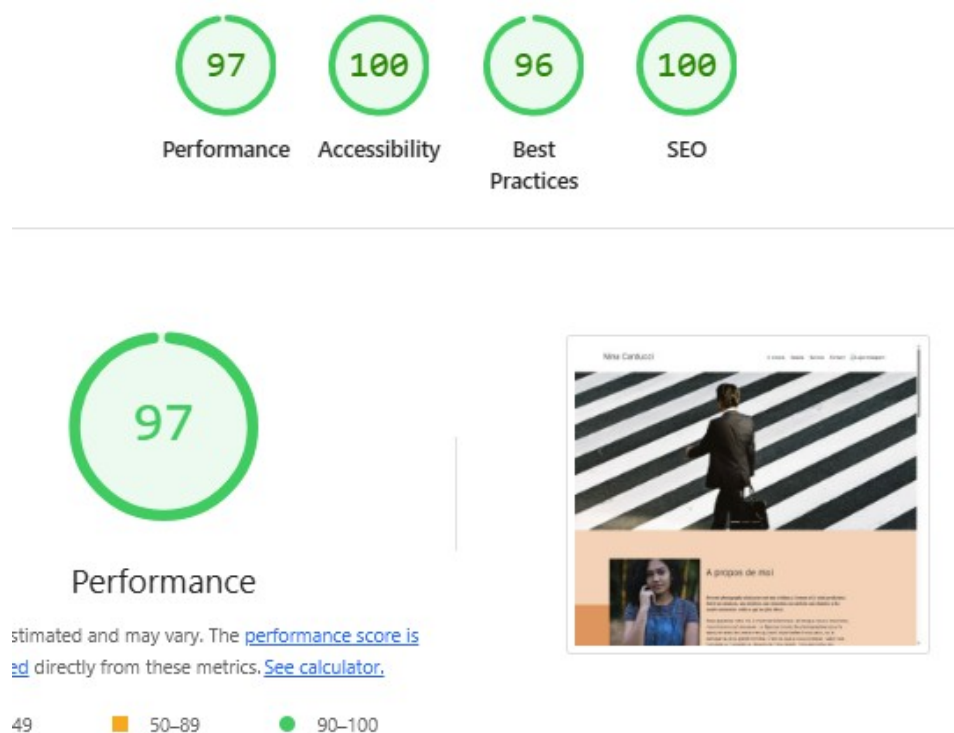 97
100
96
100
Performance
Accessibility
Best
Practices
SEO
97
Performance
stimated and may vary. The performance score is
ed directly from these metrics. See calculator.
49
50–89
90–100
Nina Carducci
A propos de moi